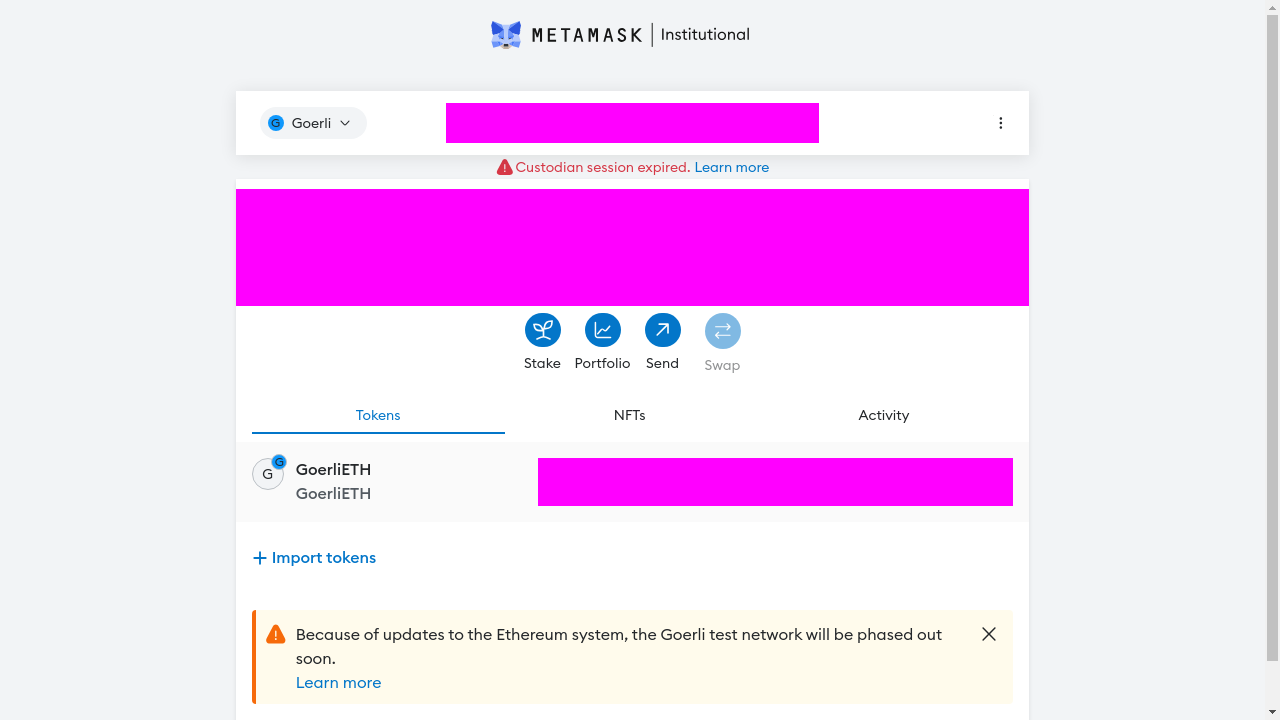 METAMASK | Institutional
G Goerli
Custodian session expired. Learn more
Stake Portfolio Send Swap
Tokens NFTs Activity
G G GoerliETH
GoerliETH
Import tokens
Because of updates to the Ethereum system, the Goerli test network will be phased out
soon.
Learn more